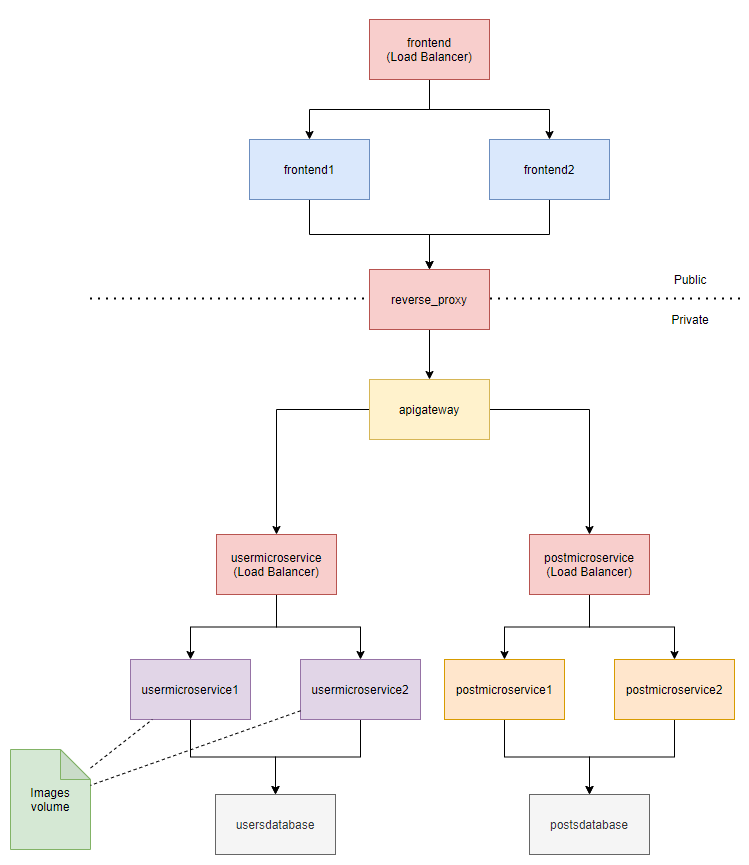 frontend
(Load Balancer)
frontend1
frontend2
Public
reverse_proxy
Private
apigateway
usermicroservice
(Load Balancer)
postmicroservice
(Load Balancer)
usermicroservice1
usermicroservice2
postmicroservice1
postmicroservice2
Images
volume
usersdatabase
postsdatabase